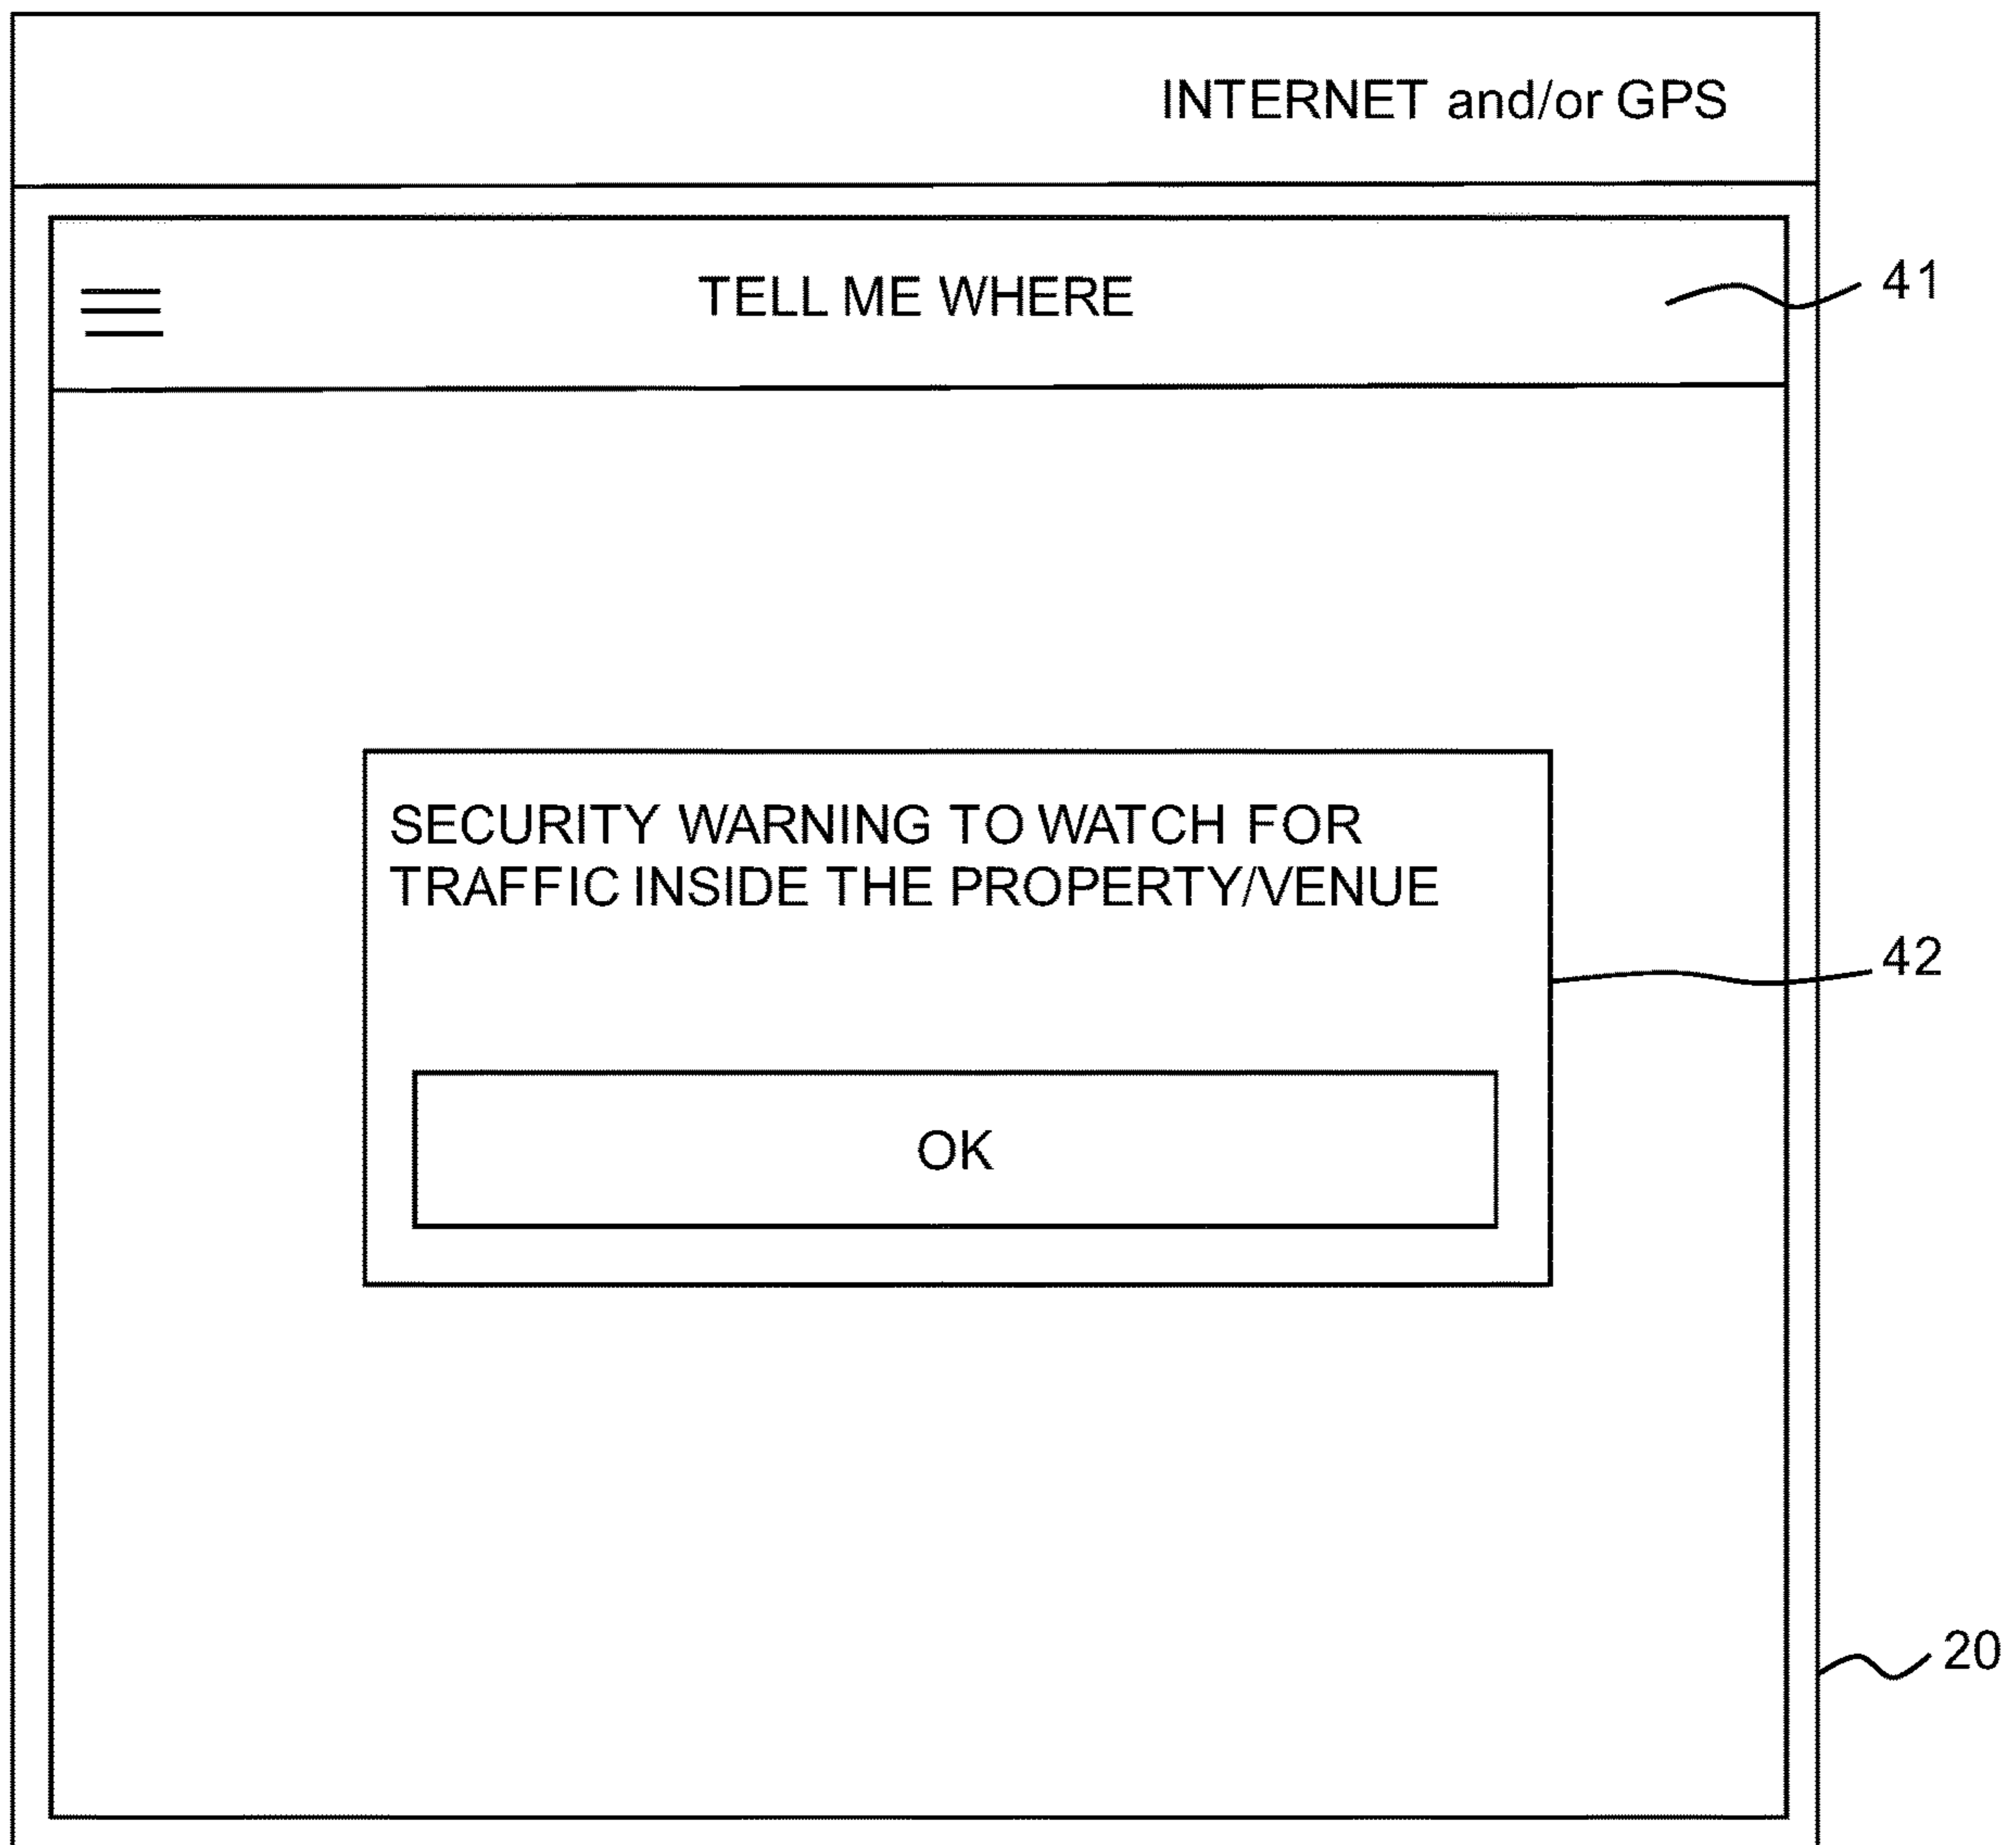 INTERNET and/or GPS
TELL ME WHERE
41
SECURITY WARNING TO WATCH FOR
TRAFFIC INSIDE THE PROPERTY/VENUE
42
OK
20